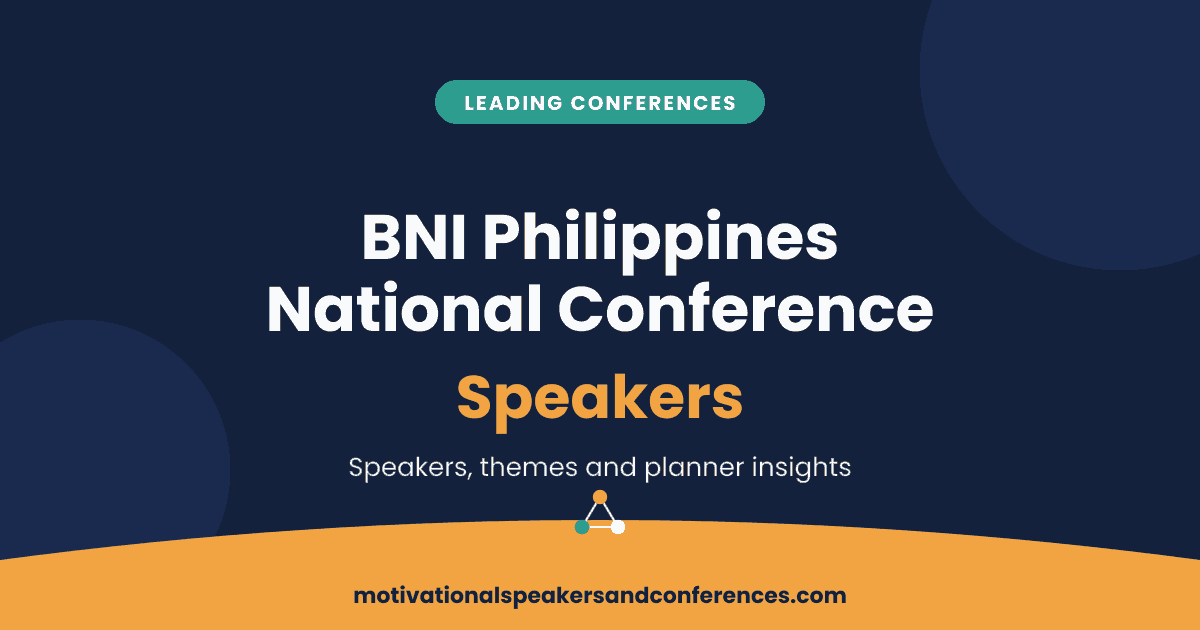 LEADING CONFERENCES
BNI Philippines
National Conference
Speakers
Speakers, themes and planner insights
motivationalspeakersandconferences.com